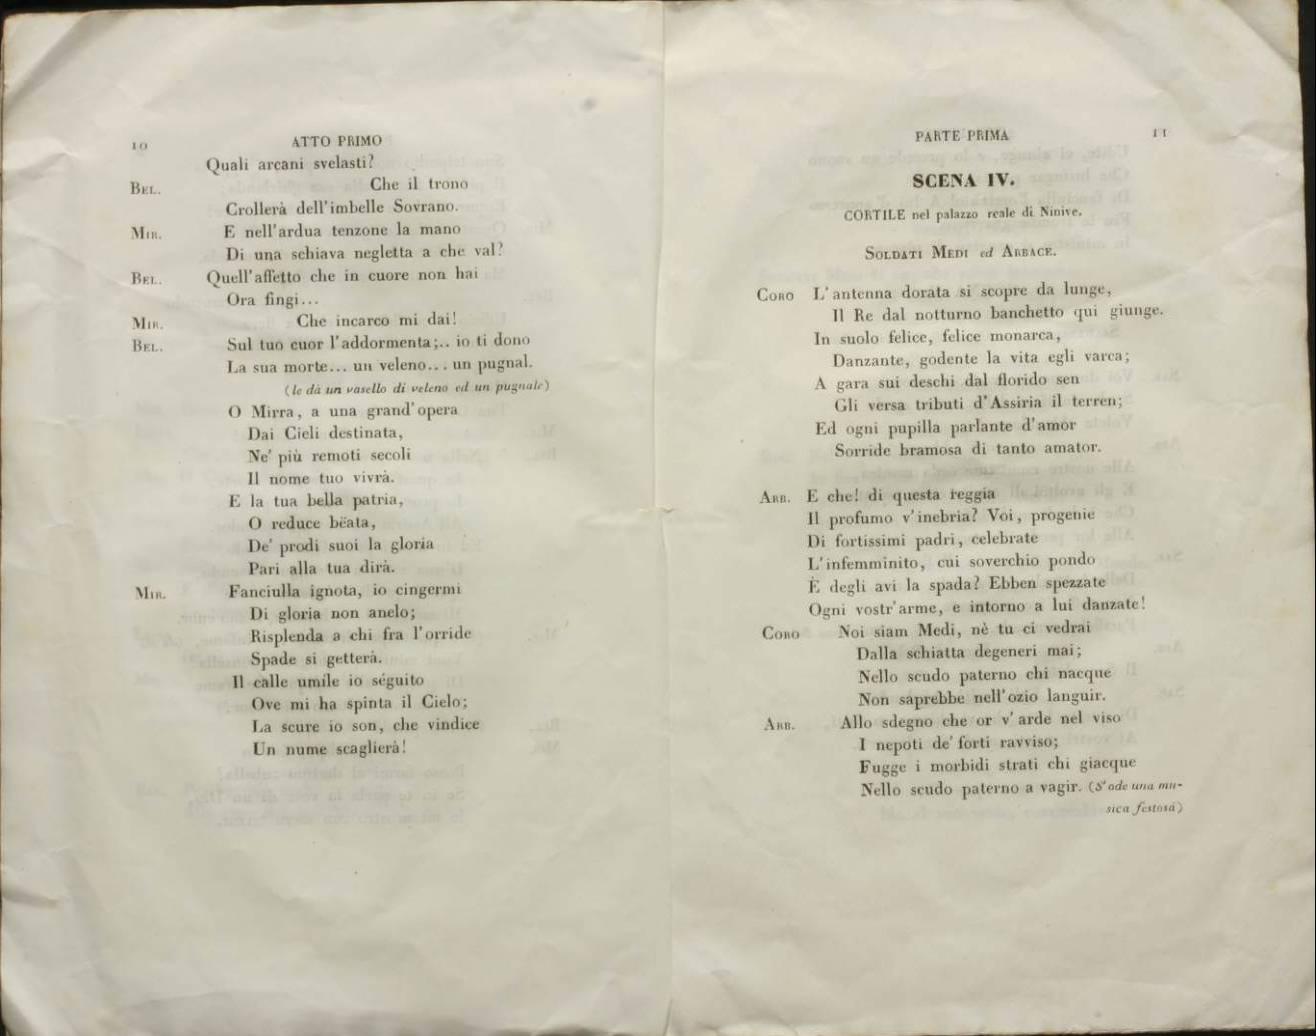 10
ATTO PRIMO
Quali arcani svelasti?
BEL. Che il trono
Crollerà dell'imbelle Sovrano.
MIR. E nell'ardua tenzone la mano
Di una schiava negletta a che val?
BEL. Quell'affetto che in cuore non hai
Ora fingi...
MIR. Che incarco mi dai!
BEL. Sul tuo cuor l'addormenta;.. io ti dono
La sua morte... un veleno... un pugnal.
(le dà un vasello di veleno ed un pugnale)
O Mirra, a una grand'opera
Dai Cieli destinata,
Ne' più remoti secoli
Il nome tuo vivrà.
E la tua bella patria,
O reduce bëata,
De' prodi suoi la gloria
Pari alla tua dirà.
MIR. Fanciulla ignota, io cingermi
Di gloria non anelo;
Risplenda a chi fra l'orride
Spade si getterà.
Il calle umile io séguito
Ove mi ha spinta il Cielo;
La scure io son, che vindice
Un nume scaglierà!
PARTE PRIMA
11
SCENA IV.
CORTILE nel palazzo reale di Ninive.
SOLDATI MEDI ed ARBACE.
CORO L'antenna dorata si scopre da lunge,
Il Re dal notturno banchetto qui giunge.
In suolo felice, felice monarca,
Danzante, godente la vita egli varca;
A gara sui deschi dal florido sen
Gli versa tributi d'Assiria il terren;
Ed ogni pupilla parlante d'amor
Sorride bramosa di tanto amator.
ARB. E che! di questa reggia
Il profumo v'inebria? Voi, progenie
Di fortissimi padri, celebrate
L'infemminito, cui soverchio pondo
È degli avi la spada? Ebben spezzate
Ogni vostr'arme, e intorno a lui danzate!
CORO Noi siam Medi, nè tu ci vedrai
Dalla schiatta degeneri mai;
Nello scudo paterno chi nacque
Non saprebbe nell'ozio languir.
ARB. Allo sdegno che or v'arde nel viso
I nepoti de' forti ravviso;
Fugge i morbidi strati chi giacque
Nello scudo paterno a vagir. (S'ode una mu-
sica festosa)